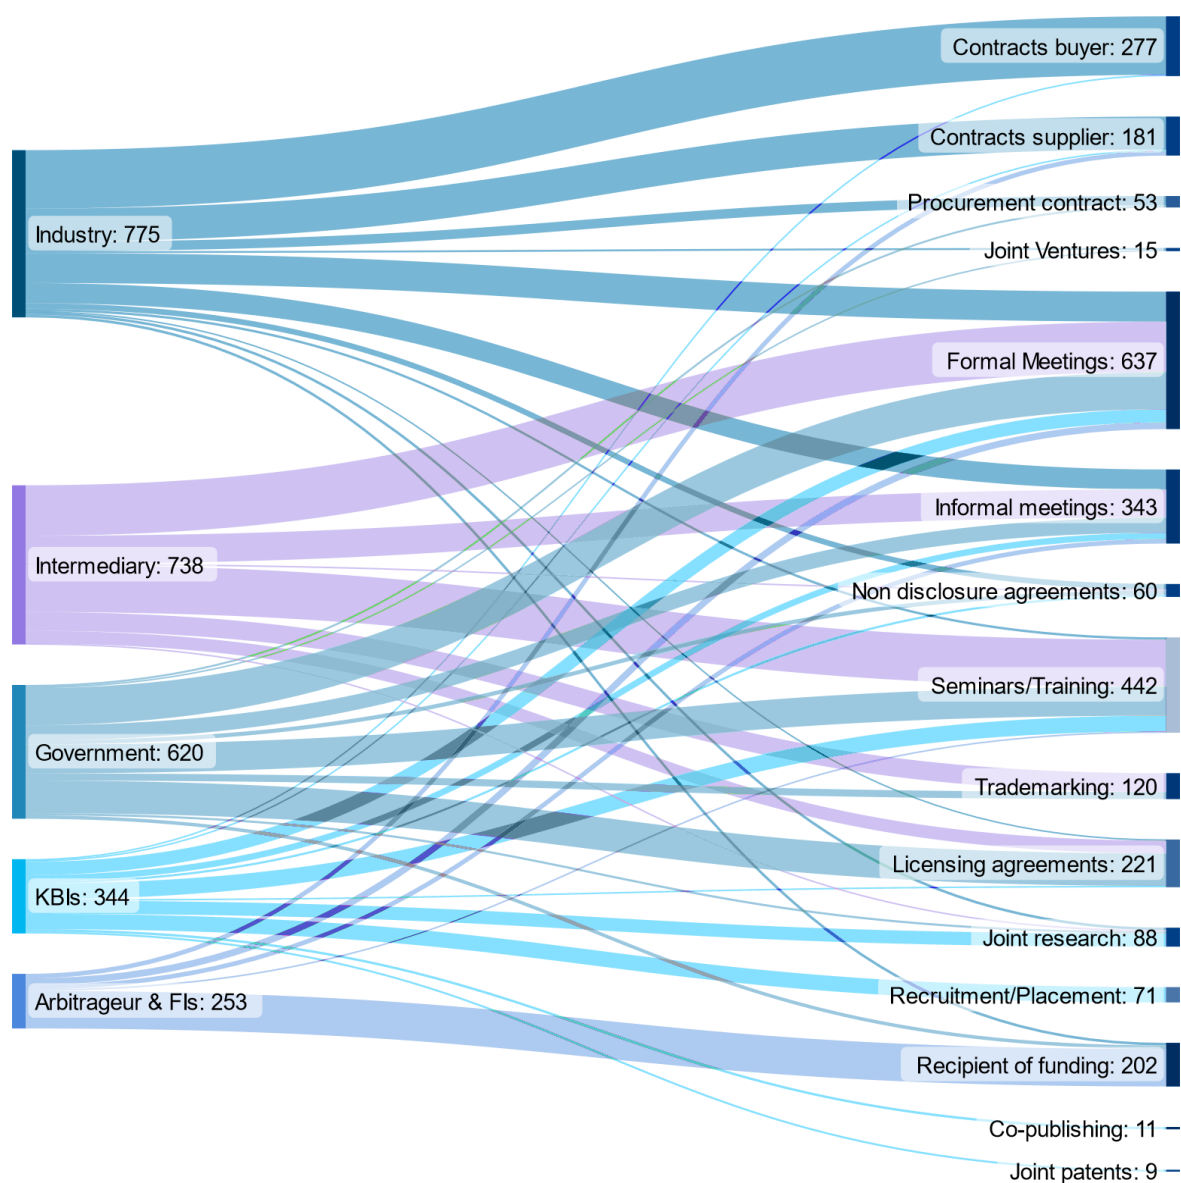 Contracts buyer: 277
Contracts supplier: 181
Procurement contract: 53
Industry: 775
Joint Ventures: 15
Formal Meetings: 637
Informal meetings: 343
Intermediary: 738
Non disclosure agreements: 60
Seminars/Training: 442
Government: 620
Trademarking: 120
Licensing agreements: 221
KBIs: 344
Joint research: 88
Recruitment/Placement: 71
Arbitrageur & FIs: 253
Recipient of funding: 202
Co-publishing: 11
Joint patents: 9